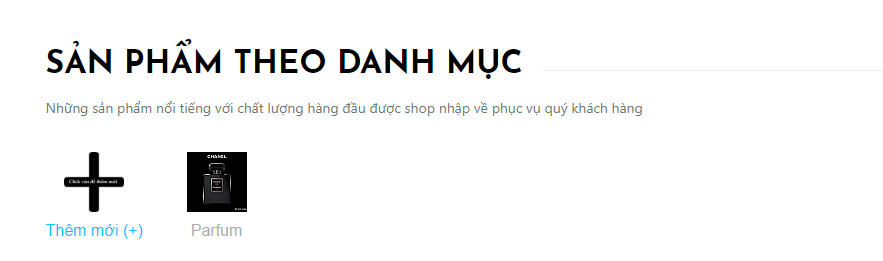 SẢN PHẨM THEO DANH MỤC
Những sản phẩm nổi tiếng với chất lượng hàng đầu được shop nhập về phục vụ quý khách hàng
Click vào để thêm mới
CHANEL
Thêm mới (+)
Parfum